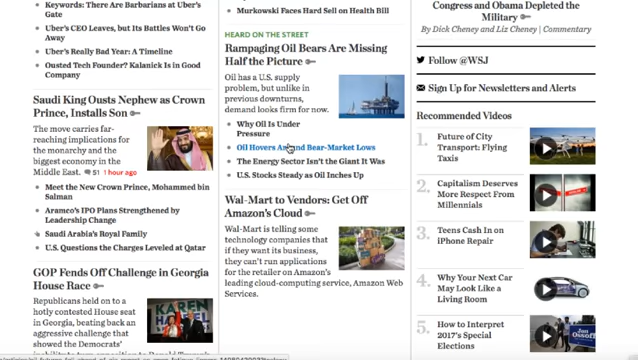 Keywords: There Are Barbarians at Uber's
Gate
Uber's CEO Leaves, but Its Battles Won't Go
Away
Uber's Really Bad Year: A Timeline
Ousted Tech Founder? Kalanick Is in Good
Company
Saudi King Ousts Nephew as Crown
Prince, Installs Son
The move carries far-
reaching implications for
the monarchy and the
biggest economy in the
Middle East. 51 1 hour ago
Meet the New Crown Prince, Mohammed bin
Salman
Aramco's IPO Plans Strengthened by
Leadership Change
Saudi Arabia's Royal Family
U.S. Questions the Charges Leveled at Qatar
GOP Fends Off Challenge in Georgia
House Race
Republicans held on to a
hotly contested House seat
in Georgia, beating back an
aggressive challenge that
showed the Democrats'
KAREN
HANDEL
Murkowski Faces Hard Sell on Health Bill
HEARD ON THE STREET
Rampaging Oil Bears Are Missing
Half the Picture
Oil has a U.S. supply
problem, but unlike in
previous downturns,
demand looks firm for now.
Why Oil Is Under
Pressure
Oil Hovers Around Bear-Market Lows
The Energy Sector Isn't the Giant It Was
U.S. Stocks Steady as Oil Inches Up
Wal-Mart to Vendors: Get Off
Amazon's Cloud
Wal-Mart is telling some
technology companies that
if they want its business,
they can't run applications
for the retailer on Amazon's
leading cloud-computing service, Amazon Web
Services.
Congress and Obama Depleted the
Military
By Dick Cheney and Liz Cheney | Commentary
Follow @WSJ
Sign Up for Newsletters and Alerts
Recommended Videos
1. Future of City
Transport: Flying
Taxis
2. Capitalism Deserves
More Respect From
Millennials
3. Teens Cash In on
iPhone Repair
4. Why Your Next Car
May Look Like a
Living Room
5. How to Interpret
2017's Special
Elections
Jon
Ossoff